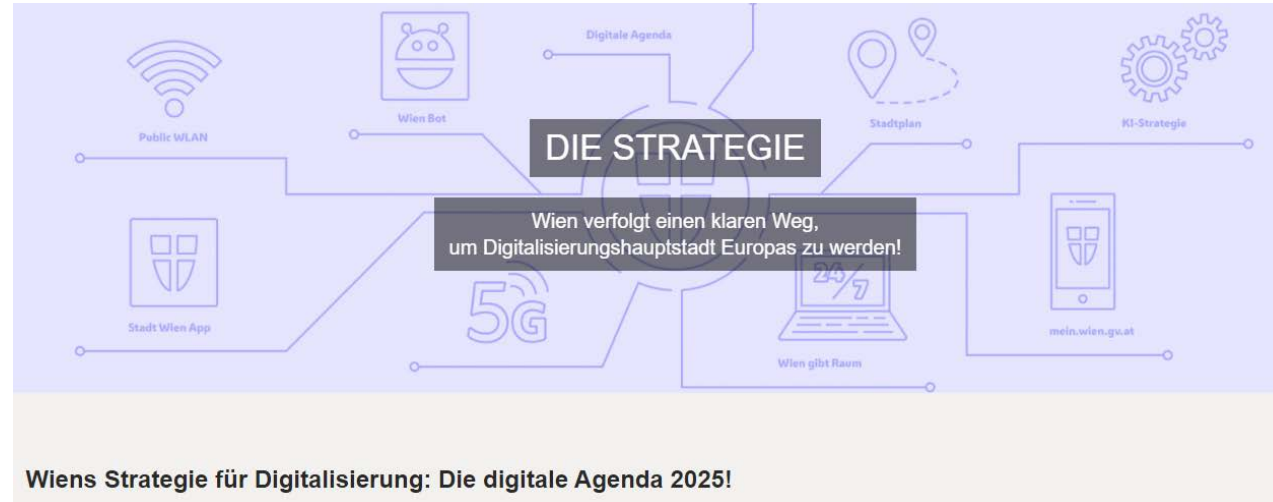 Digitale Agenda
Wien Bot
Public WLAN
Stadtplan
KI-Strategie
DIE STRATEGIE
Wien verfolgt einen klaren Weg,
um Digitalisierungshauptstadt Europas zu werden!
24/7
5G
Stadt Wien App
mein.wien.gv.at
Wien gibt Raum
Wiens Strategie für Digitalisierung: Die digitale Agenda 2025!